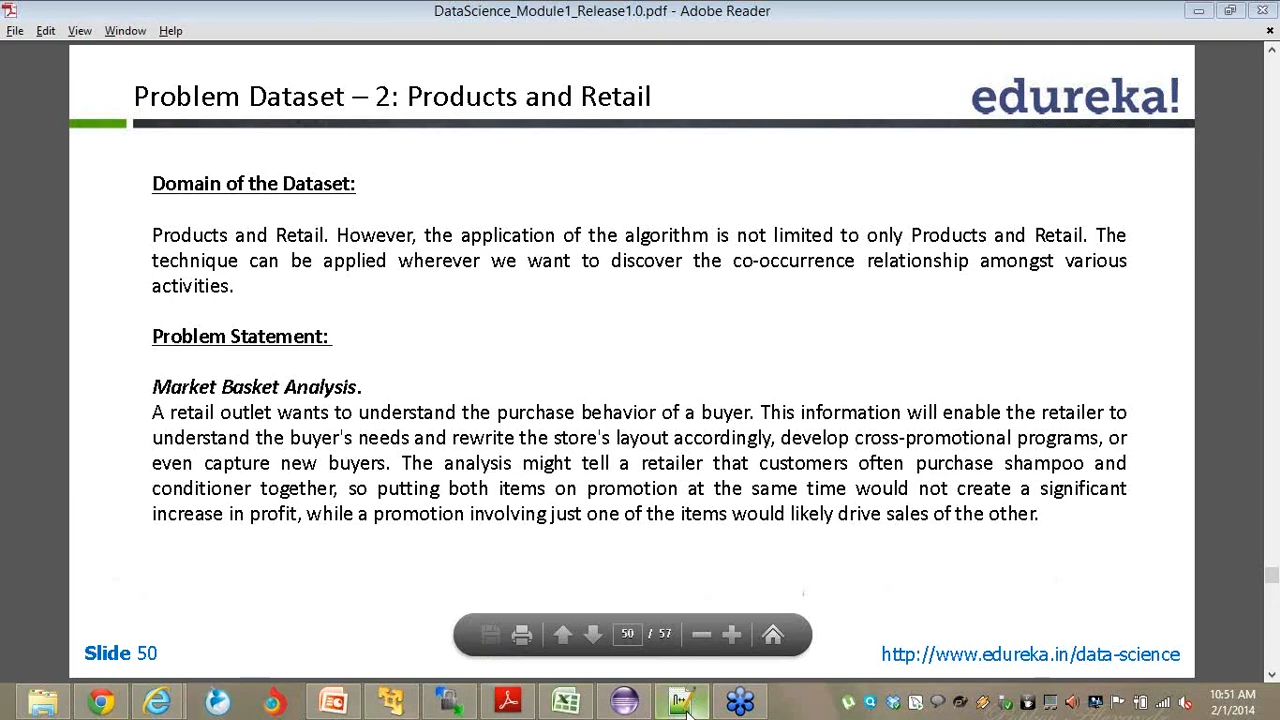 DataScience_Module1_Release1.0.pdf - Adobe Reader
File Edit View Window Help
Problem Dataset – 2: Products and Retail
edureka!
Domain of the Dataset:
Products and Retail. However, the application of the algorithm is not limited to only Products and Retail. The
technique can be applied wherever we want to discover the co-occurrence relationship amongst various
activities.
Problem Statement:
Market Basket Analysis.
A retail outlet wants to understand the purchase behavior of a buyer. This information will enable the retailer to
understand the buyer's needs and rewrite the store's layout accordingly, develop cross-promotional programs, or
even capture new buyers. The analysis might tell a retailer that customers often purchase shampoo and
conditioner together, so putting both items on promotion at the same time would not create a significant
increase in profit, while a promotion involving just one of the items would likely drive sales of the other.
50 / 57
Slide 50
http://www.edureka.in/data-science
10:51 AM
2/1/2014